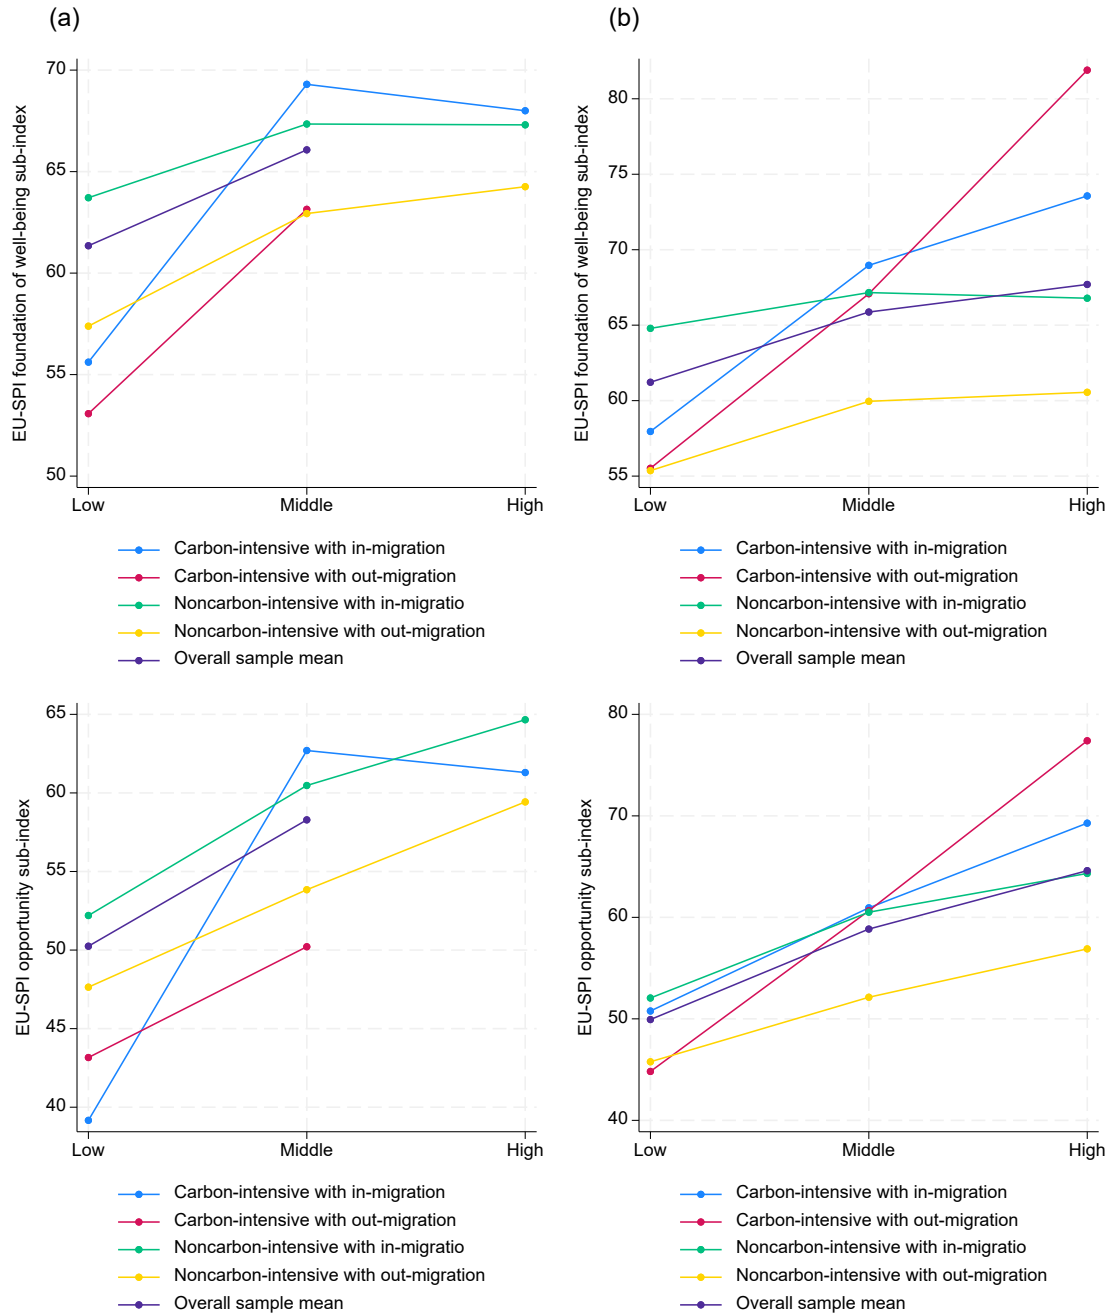 (a)
EU-SPI foundation of well-being sub-index
70
65
60
55
50
Low Middle High
Carbon-intensive with in-migration
Carbon-intensive with out-migration
Noncarbon-intensive with in-migratio
Noncarbon-intensive with out-migration
Overall sample mean
(b)
EU-SPI foundation of well-being sub-index
80
75
70
65
60
55
Low Middle High
Carbon-intensive with in-migration
Carbon-intensive with out-migration
Noncarbon-intensive with in-migratio
Noncarbon-intensive with out-migration
Overall sample mean
EU-SPI opportunity sub-index
65
60
55
50
45
40
Low Middle High
Carbon-intensive with in-migration
Carbon-intensive with out-migration
Noncarbon-intensive with in-migratio
Noncarbon-intensive with out-migration
Overall sample mean
EU-SPI opportunity sub-index
80
70
60
50
40
Low Middle High
Carbon-intensive with in-migration
Carbon-intensive with out-migration
Noncarbon-intensive with in-migratio
Noncarbon-intensive with out-migration
Overall sample mean